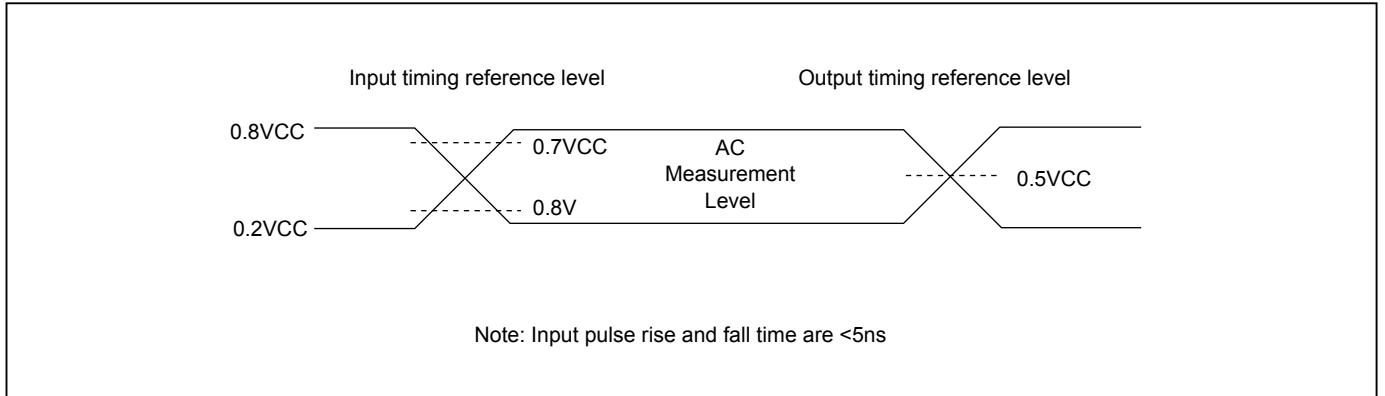 Input timing reference level
Output timing reference level
0.8VCC
0.7VCC
AC
Measurement
Level
0.5VCC
0.8V
0.2VCC
Note: Input pulse rise and fall time are <5ns